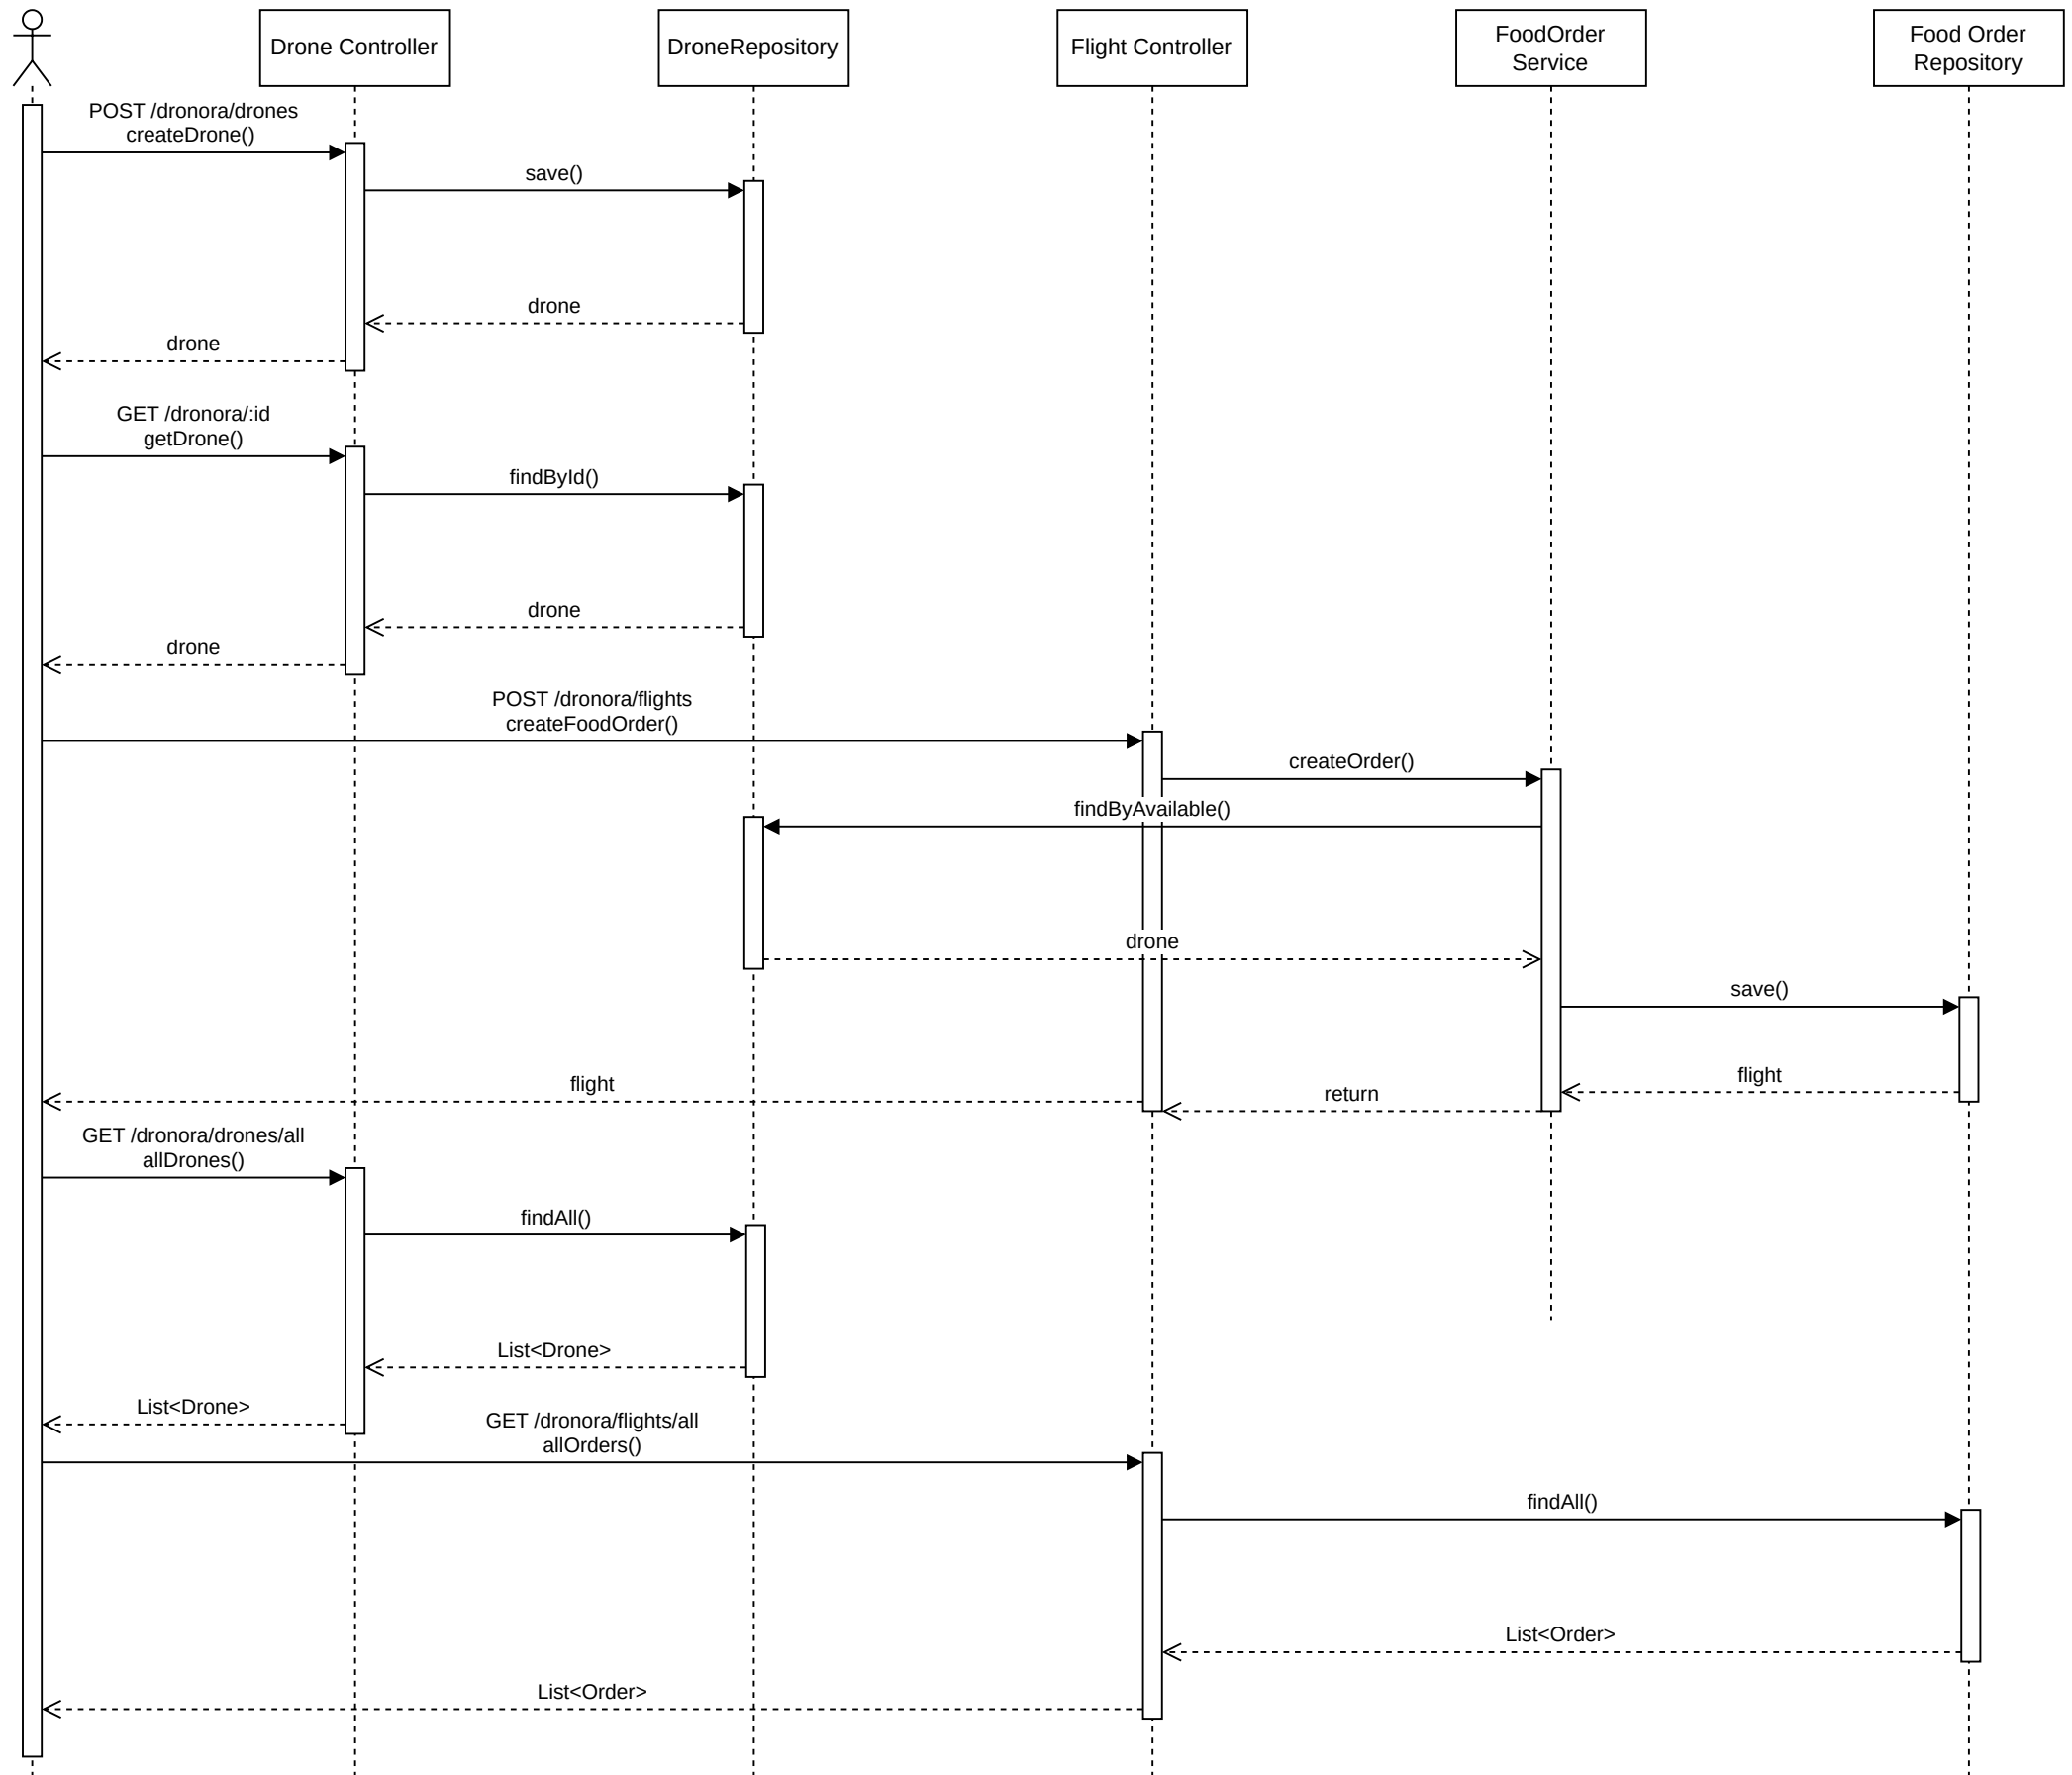 Drone Controller
DroneRepository
Flight Controller
FoodOrder
Service
Food Order
Repository
POST /dronora/drones
createDrone()
save()
drone
drone
GET /dronora/:id
getDrone()
findById()
drone
drone
POST /dronora/flights
createFoodOrder()
createOrder()
findByAvailable()
drone
save()
flight
flight
return
GET /dronora/drones/all
allDrones()
findAll()
List<Drone>
List<Drone>
GET /dronora/flights/all
allOrders()
findAll()
List<Order>
List<Order>